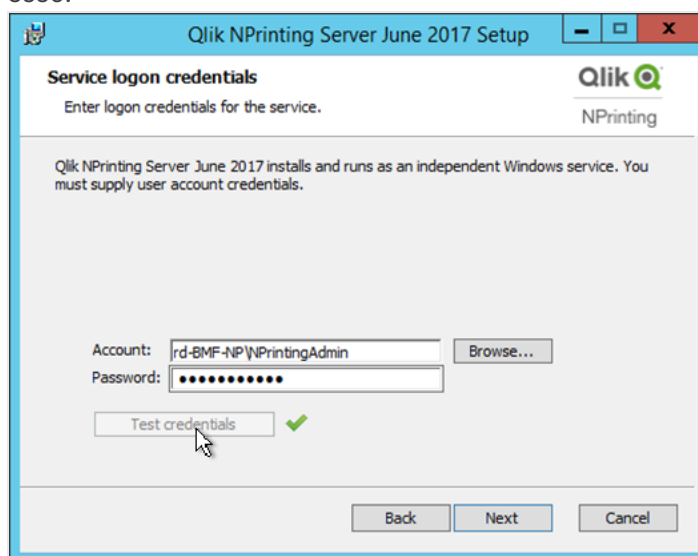 Qlik NPrinting Server June 2017 Setup
Service logon credentials
Enter logon credentials for the service.
Qlik
NPrinting
Qlik NPrinting Server June 2017 installs and runs as an independent Windows service. You
must supply user account credentials.
Account: rd-BMF-NP\NPrintingAdmin Browse...
Password: ●●●●●●●●●●●
Test credentials
Back Next Cancel